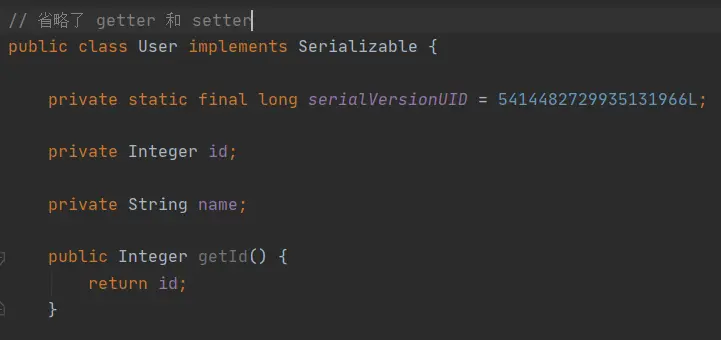 // 省略了 getter 和 setter
public class User implements Serializable {
private static final long serialVersionUID = 5414482729935131966L;
private Integer id;
private String name;
public Integer getId() {
return id;
}